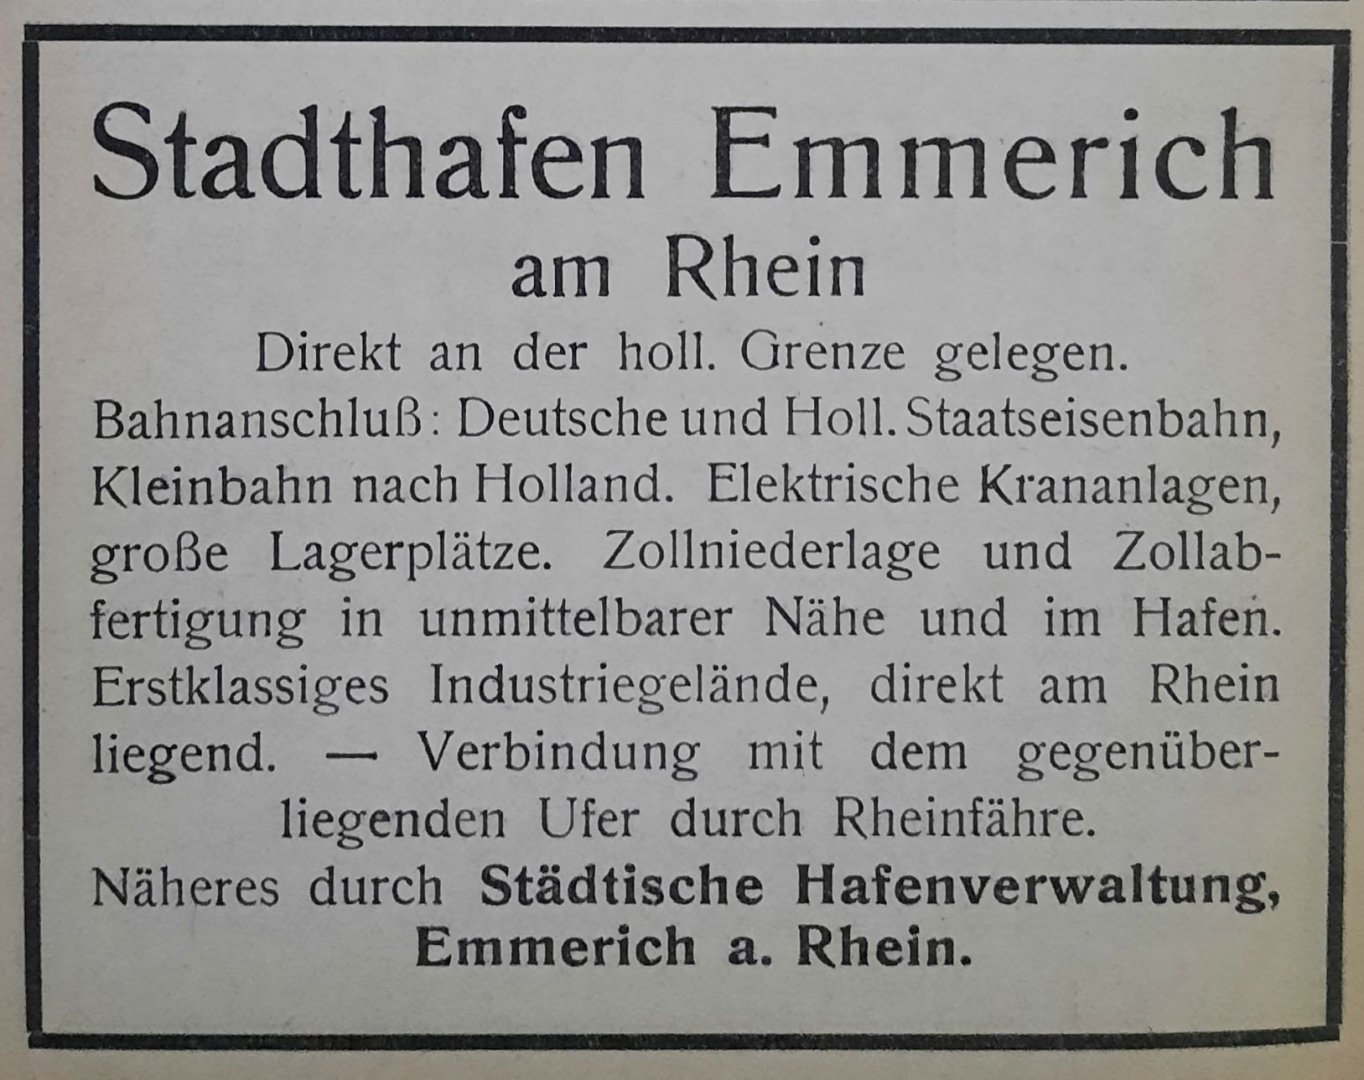 Stadthafen Emmerich
am Rhein
Direkt an der holl. Grenze gelegen.
Bahnanschluß: Deutsche und Holl. Staatseisenbahn,
Kleinbahn nach Holland. Elektrische Krananlagen,
große Lagerplätze. Zollniederlage und Zollab-
fertigung in unmittelbarer Nähe und im Hafen.
Erstklassiges Industriegelände, direkt am Rhein
liegend. — Verbindung mit dem gegenüber-
liegenden Ufer durch Rheinfähre.
Näheres durch Städtische Hafenverwaltung,
Emmerich a. Rhein.